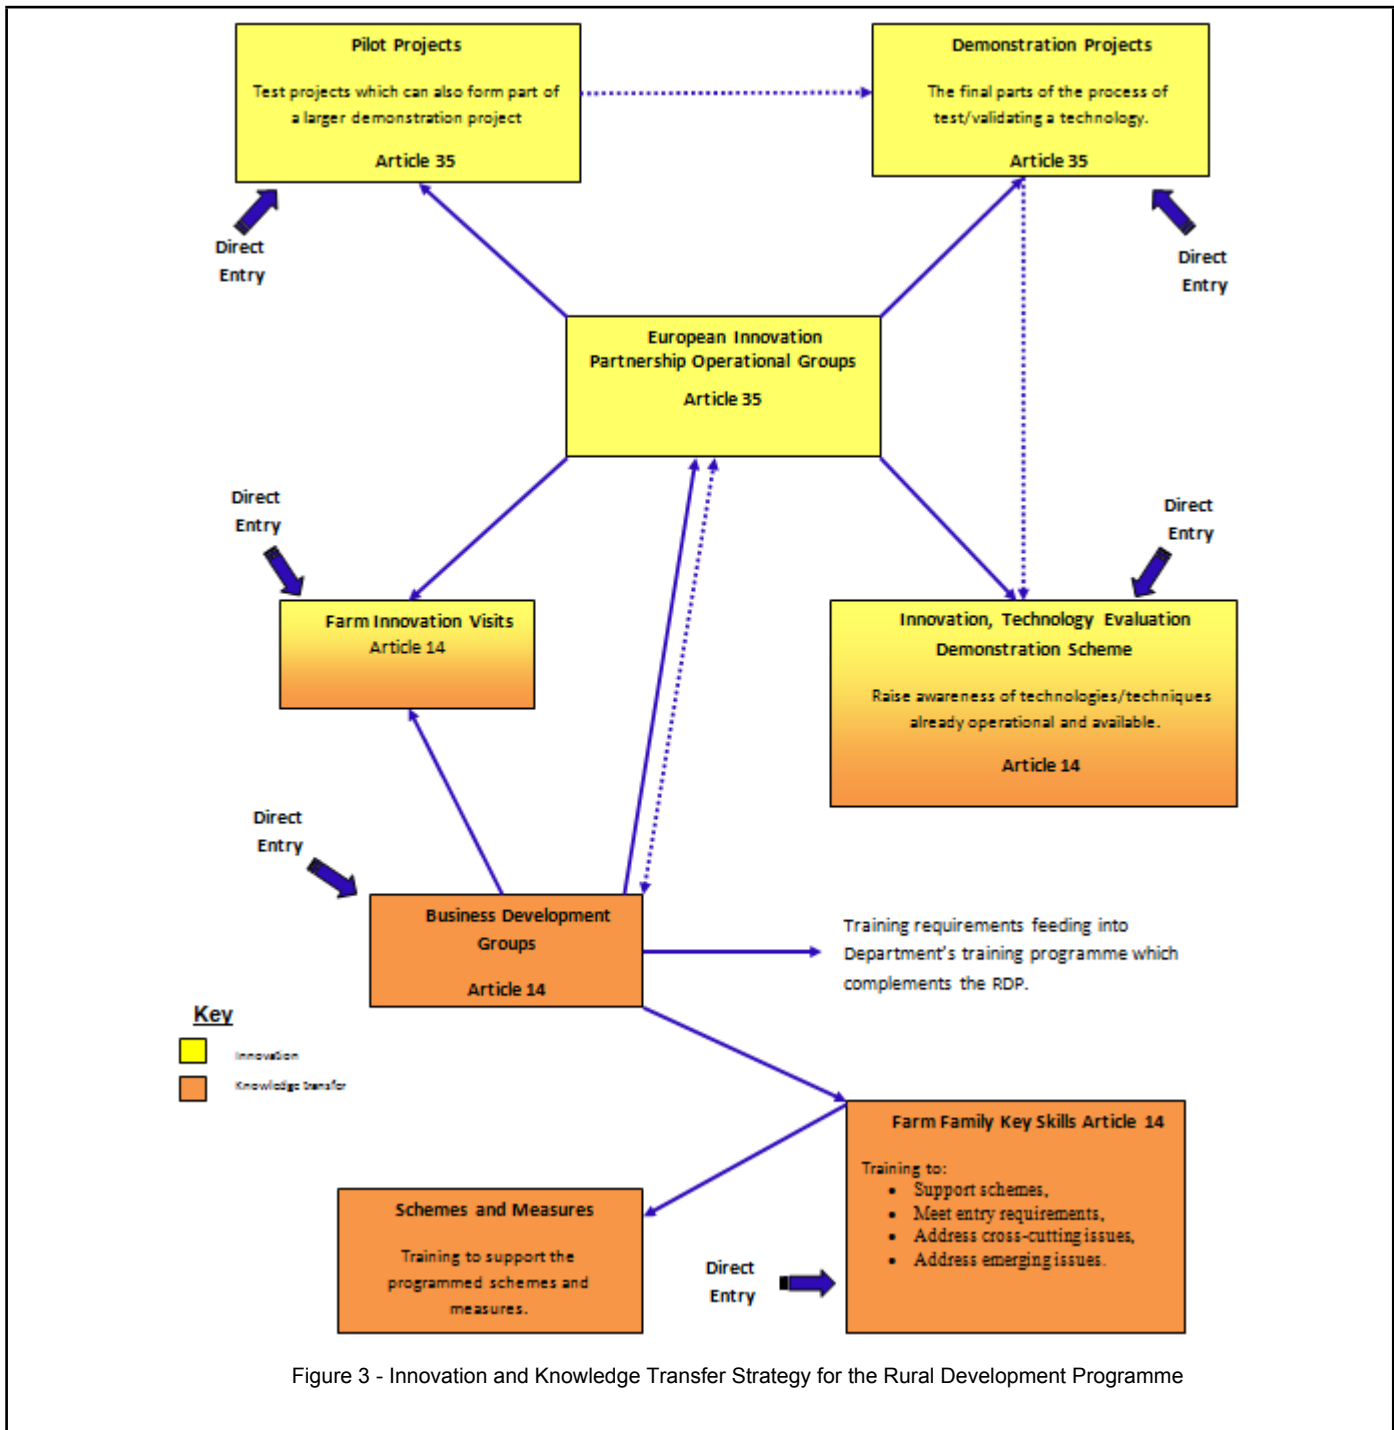 Pilot Projects
Test projects which can also form part of
a larger demonstration project
Article 35
Demonstration Projects
The final parts of the process of
test/validating a technology.
Article 35
Direct
Entry
Direct
Entry
European Innovation
Partnership Operational Groups
Article 35
Direct
Entry
Direct
Entry
Farm Innovation Visits
Article 14
Innovation, Technology Evaluation
Demonstration Scheme
Raise awareness of technologies/techniques
already operational and available.
Article 14
Direct
Entry
Business Development
Groups
Article 14
Training requirements feeding into
Department's training programme which
complements the RDP.
Key
Innovation
Knowledge transfer
Farm Family Key Skills Article 14
Training to:
• Support schemes,
• Meet entry requirements,
• Address cross-cutting issues,
• Address emerging issues.
Schemes and Measures
Training to support the
programmed schemes and
measures.
Direct
Entry
Figure 3 - Innovation and Knowledge Transfer Strategy for the Rural Development Programme